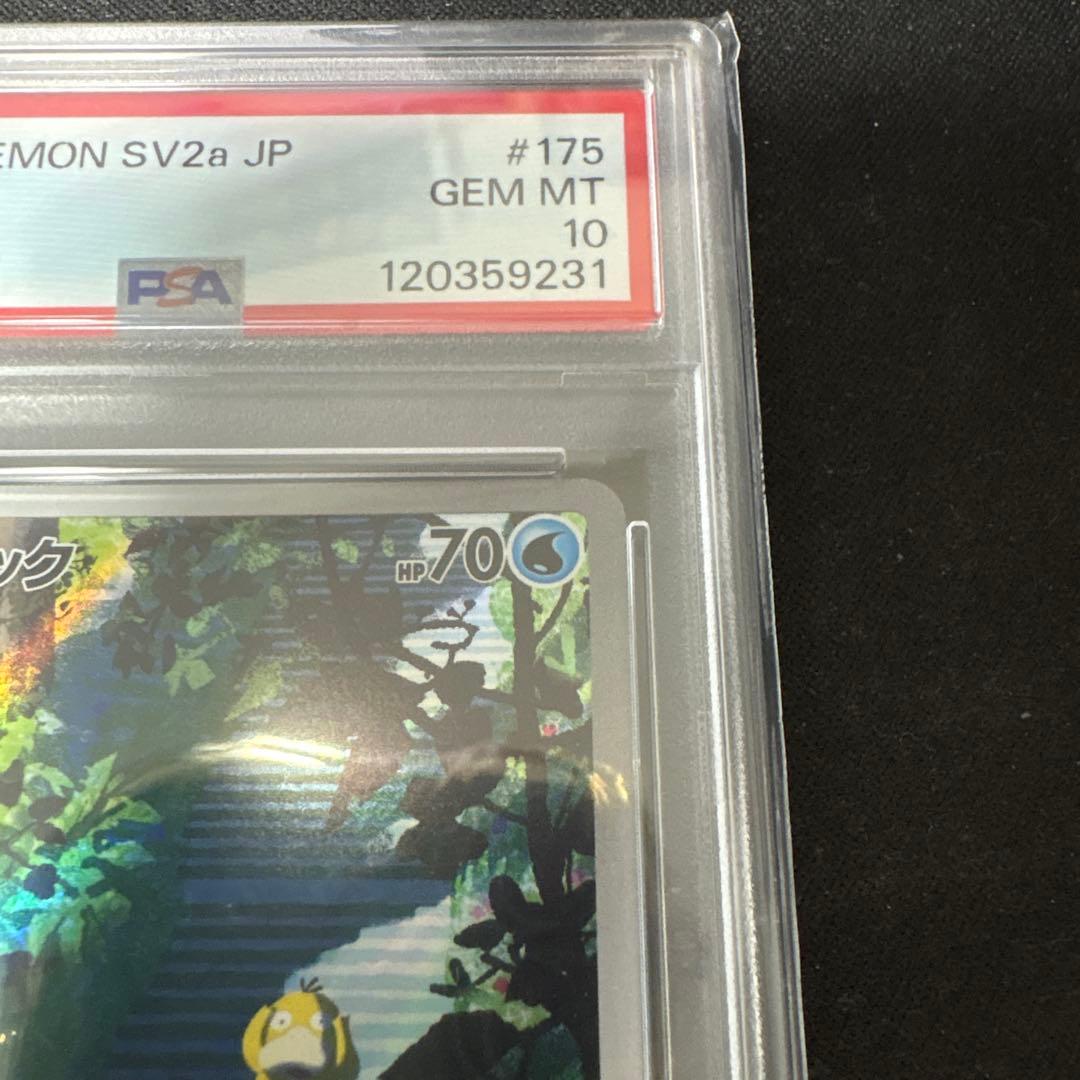 EMON SV2a JP #175
GEM MT
10
PSA 120359231
ック HP70